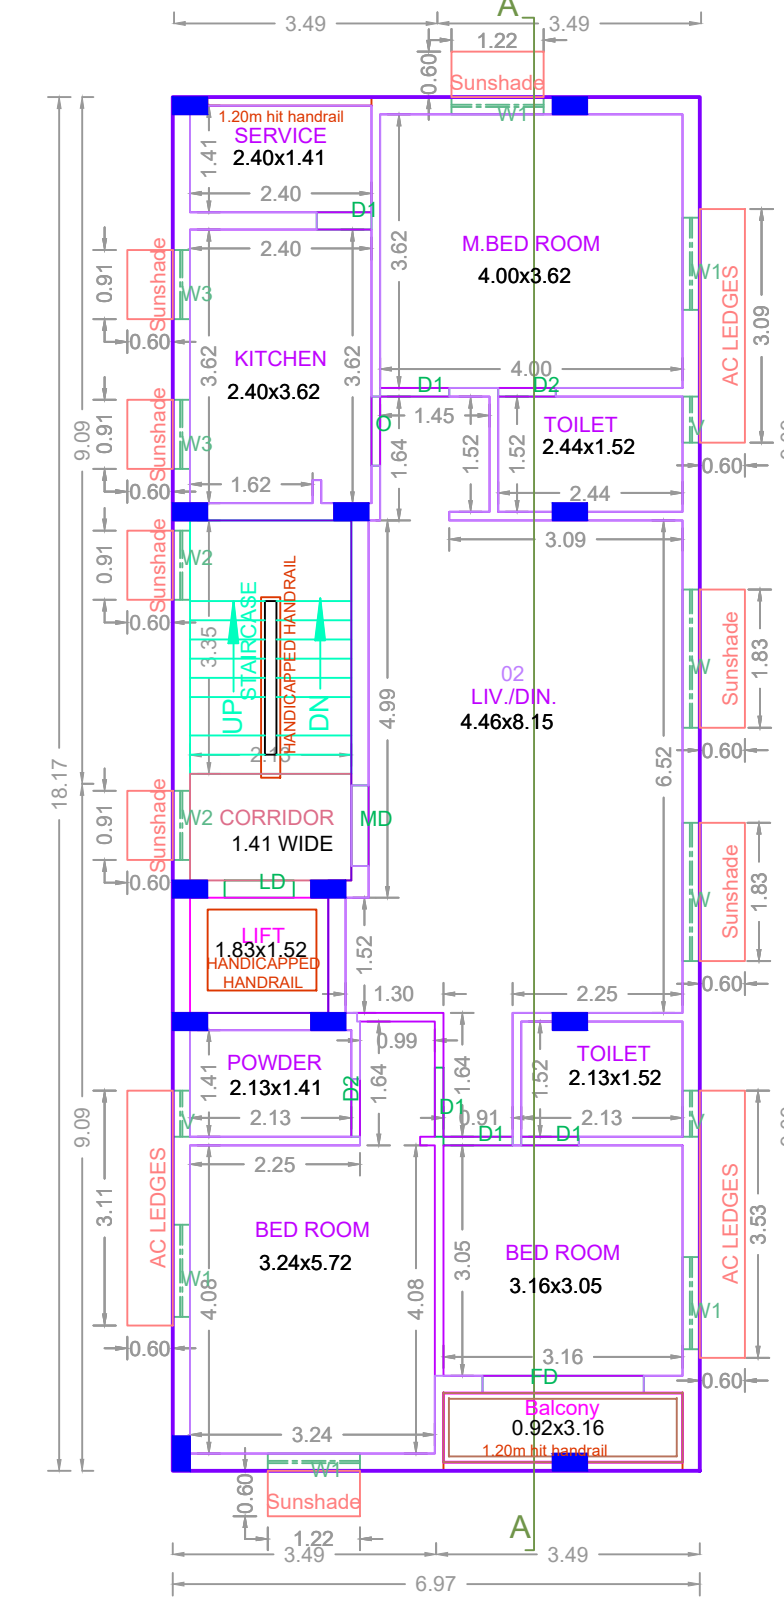 A
3.49
3.49
1.22
0.60
Sunshade
W1
1.20m hit handrail
SERVICE
2.40x1.41
1.41
2.40
D1
2.40
3.62
M.BED ROOM
4.00x3.62
W1
AC LEDGES
3.09
0.91
Sunshade
W3
0.60
3.62
3.62
KITCHEN
2.40x3.62
4.00
D1
D2
0.91
Sunshade
W3
0.60
9.09
O
1.45
1.64
1.52
1.52
TOILET
2.44x1.52
2.44
V
0.60
1.62
3.09
0.91
Sunshade
W2
0.60
3.35
UP
STAIRCASE
HANDICAPPED HANDRAIL
DN
2.13
4.99
02
LIV./DIN.
4.46x8.15
6.52
W
Sunshade
1.83
0.60
18.17
0.91
Sunshade
W2
0.60
CORRIDOR
1.41 WIDE
MD
LD
W
Sunshade
1.83
0.60
LIFT
1.83x1.52
HANDICAPPED
HANDRAIL
1.52
1.30
2.25
0.99
POWDER
2.13x1.41
1.41
2.13
D2
1.64
1.64
D1
0.91
D1
1.52
TOILET
2.13x1.52
2.13
D1
V
V
9.09
2.25
3.11
AC LEDGES
W1
0.60
BED ROOM
3.24x5.72
4.08
4.08
3.05
BED ROOM
3.16x3.05
3.16
AC LEDGES
3.53
W1
0.60
FD
Balcony
0.92x3.16
1.20m hit handrail
3.24
W1
0.60
Sunshade
1.22
A
3.49
3.49
6.97